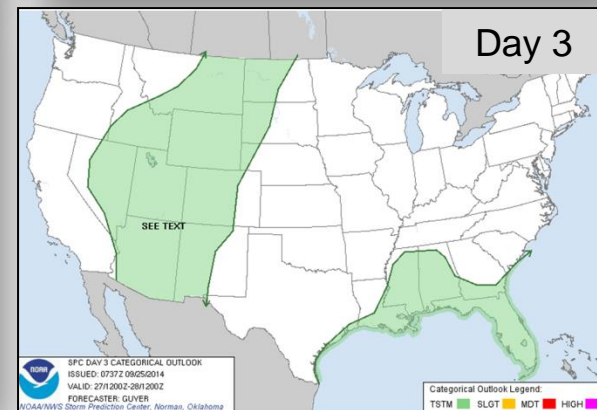 Day 3
SEE TEXT
NOAA
SPC DAY 3 CATEGORICAL OUTLOOK
ISSUED: 0737Z 09/25/2014
VALID: 27/1200Z-28/1200Z
FORECASTER: GUYER
NOAA/NWS Storm Prediction Center, Norman, Oklahoma
Categorical Outlook Legend:
TSTM SLGT MDT HIGH